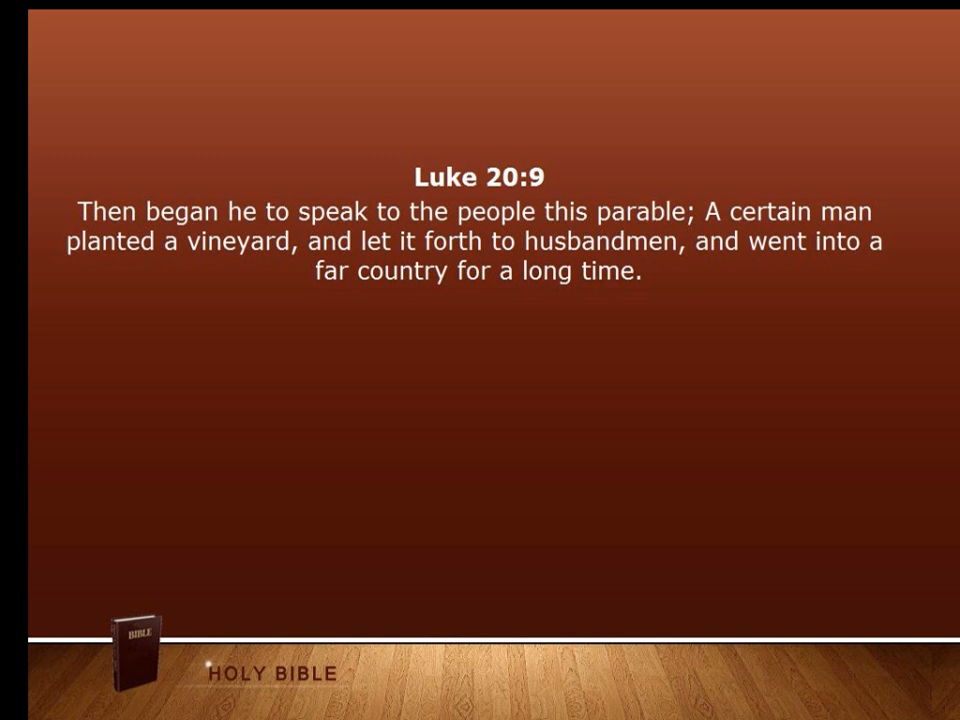 Luke 20:9
Then began he to speak to the people this parable; A certain man
planted a vineyard, and let it forth to husbandmen, and went into a
far country for a long time.
BIBLE
HOLY BIBLE